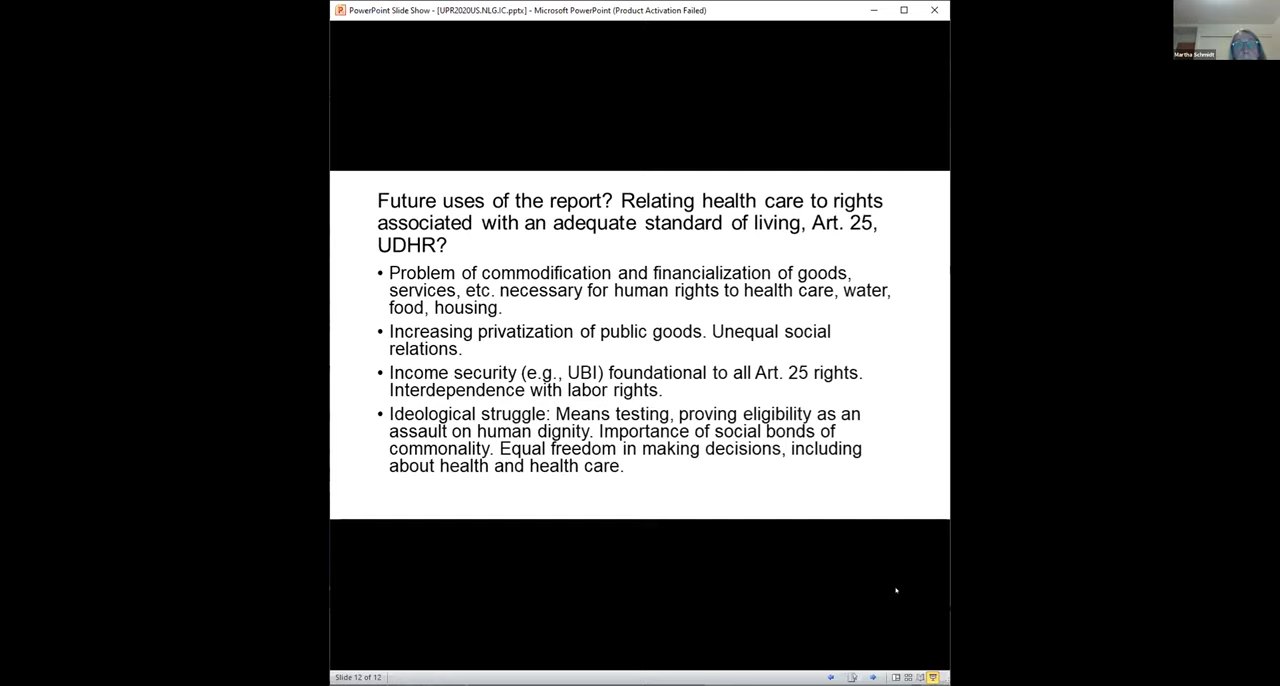 PowerPoint Slide Show - [UPR2020US.NLG.IC.pptx] - Microsoft PowerPoint (Product Activation Failed)
Martha Schmidt
Future uses of the report? Relating health care to rights
associated with an adequate standard of living, Art. 25,
UDHR?
• Problem of commodification and financialization of goods,
services, etc. necessary for human rights to health care, water,
food, housing.
• Increasing privatization of public goods. Unequal social
relations.
• Income security (e.g., UBI) foundational to all Art. 25 rights.
Interdependence with labor rights.
• Ideological struggle: Means testing, proving eligibility as an
assault on human dignity. Importance of social bonds of
commonality. Equal freedom in making decisions, including
about health and health care.
Slide 12 of 12